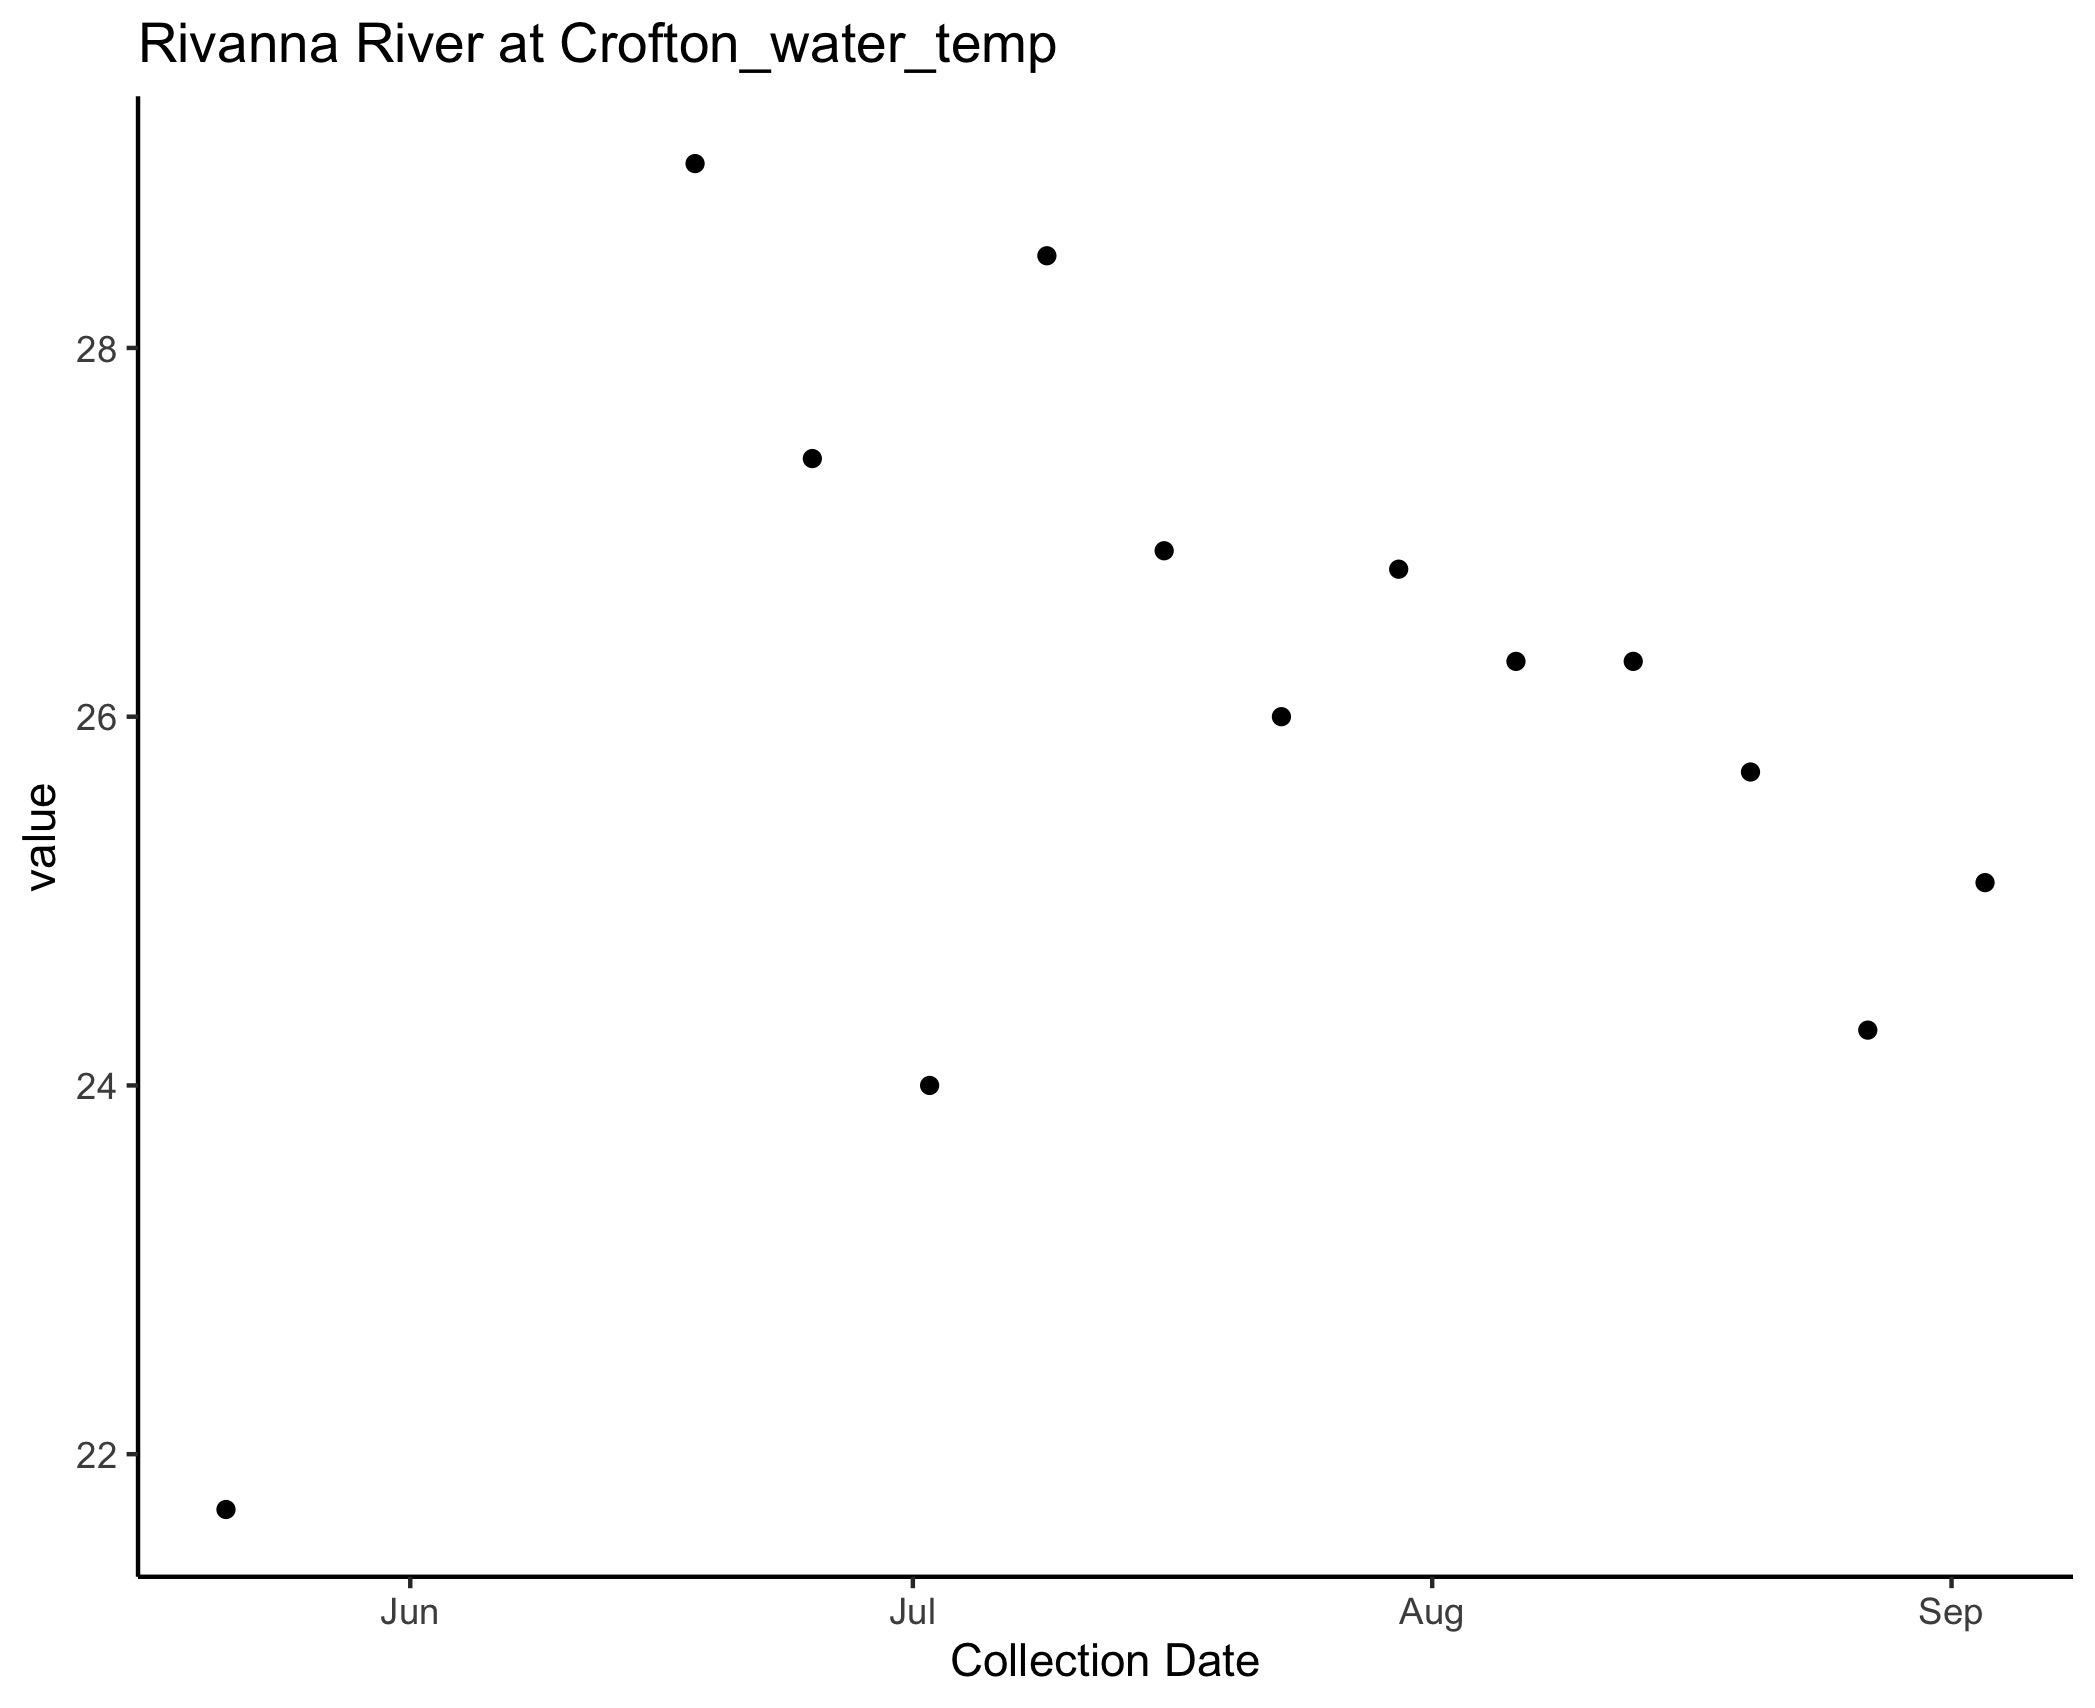 Rivanna River at Crofton_water_temp
28
26
24
22
value
Jun Jul Aug Sep
Collection Date